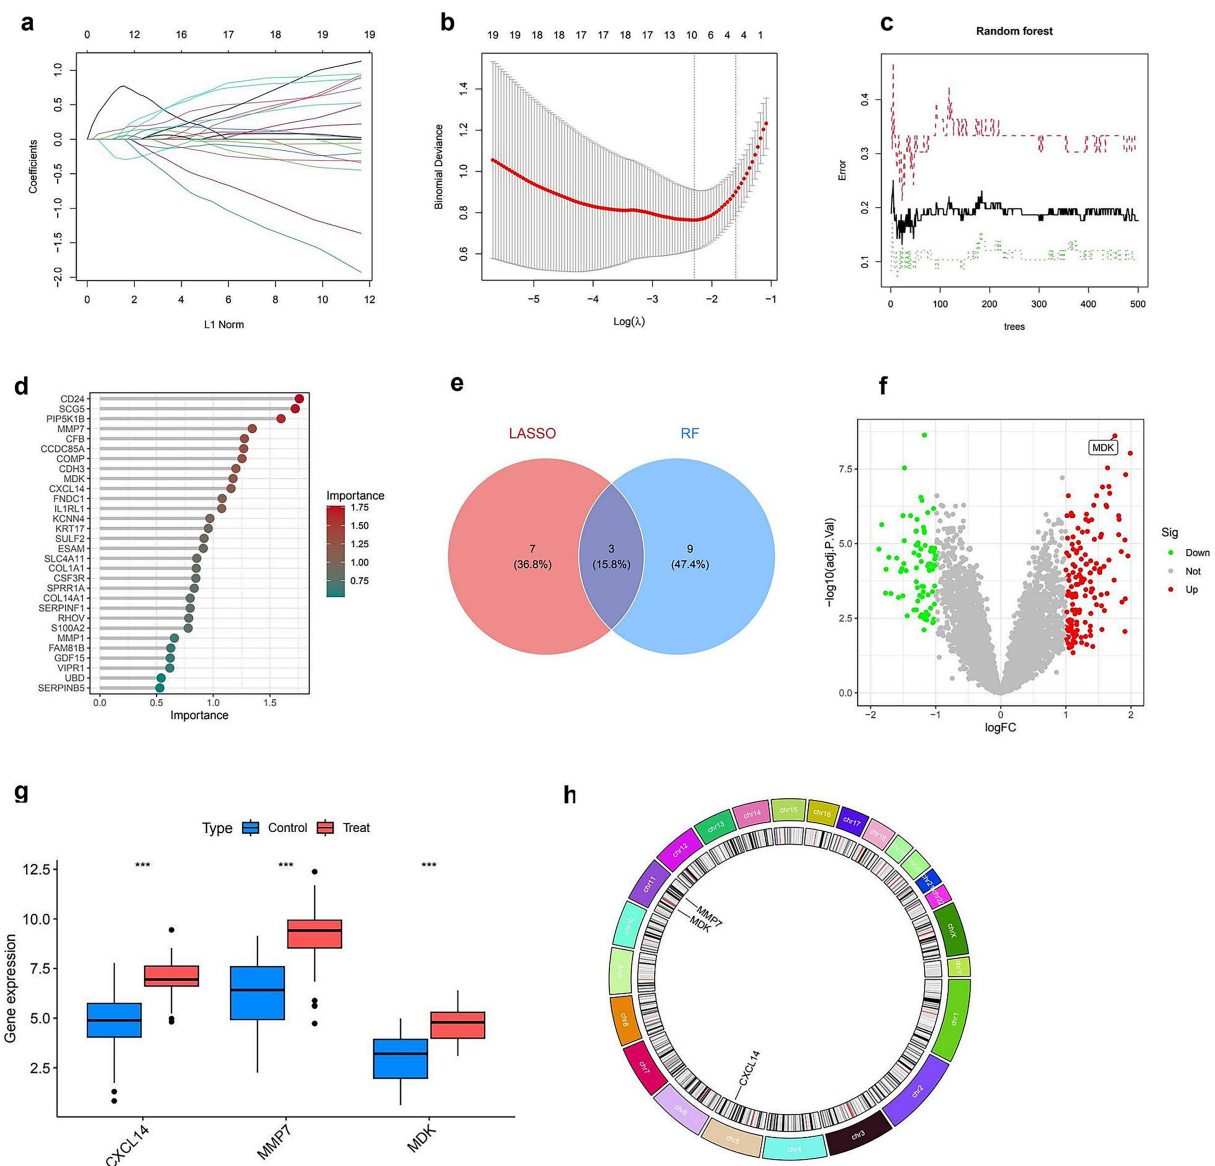 a
0 12 16 17 18 19 19
Coefficients
1.0
0.5
0.0
−0.5
−1.0
−1.5
−2.0
0 2 4 6 8 10 12
L1 Norm
b
19 19 18 18 17 17 18 17 13 10 6 4 4 1
Binomial Deviance
1.4
1.2
1.0
0.8
0.6
−5 −4 −3 −2 −1
Log(λ)
c
Random forest
Error
0.4
0.3
0.2
0.1
0 100 200 300 400 500
trees
d
CD24
SCG5
PIP5K1B
MMP7
CFB
CCDC85A
COMP
CDH3
MDK
CXCL14
FNDC1
IL1RL1
KCNN4
KRT17
SULF2
ESAM
SLC4A11
COL1A1
CSF3R
SPRR1A
COL14A1
SERPINF1
RHOV
S100A2
MMP1
FAM81B
GDF15
VIPR1
UBD
SERPINB5
0.0 0.5 1.0 1.5
Importance
Importance
1.75
1.50
1.25
1.00
0.75
e
LASSO RF
7 3 9
(36.8%) (15.8%) (47.4%)
f
MDK
−log10(adj.P.Val)
7.5
5.0
2.5
0.0
−2 −1 0 1 2
logFC
Sig
Down
Not
Up
g
Type Control Treat
Gene expression
12.5
10.0
7.5
5.0
2.5
*** *** ***
CXCL14 MMP7 MDK
h
chr15
chr16
chr17
chrX
chr1
chr2
chr3
chr4
chr5
chr6
chr7
chr8
chr11
chr12
chr13
chr14
MMP7
MDK
CXCL14